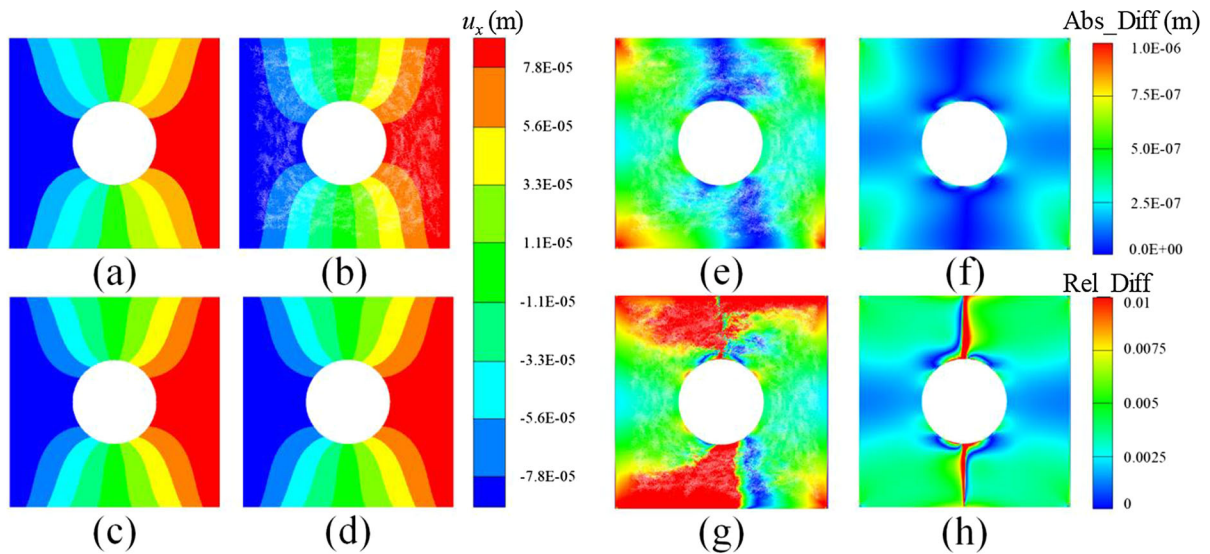 uₓ (m)
7.8E-05
5.6E-05
3.3E-05
1.1E-05
-1.1E-05
-3.3E-05
-5.6E-05
-7.8E-05
(a)
(b)
(c)
(d)
Abs_Diff (m)
1.0E-06
7.5E-07
5.0E-07
2.5E-07
0.0E+00
(e)
(f)
Rel_Diff
0.01
0.0075
0.005
0.0025
0
(g)
(h)